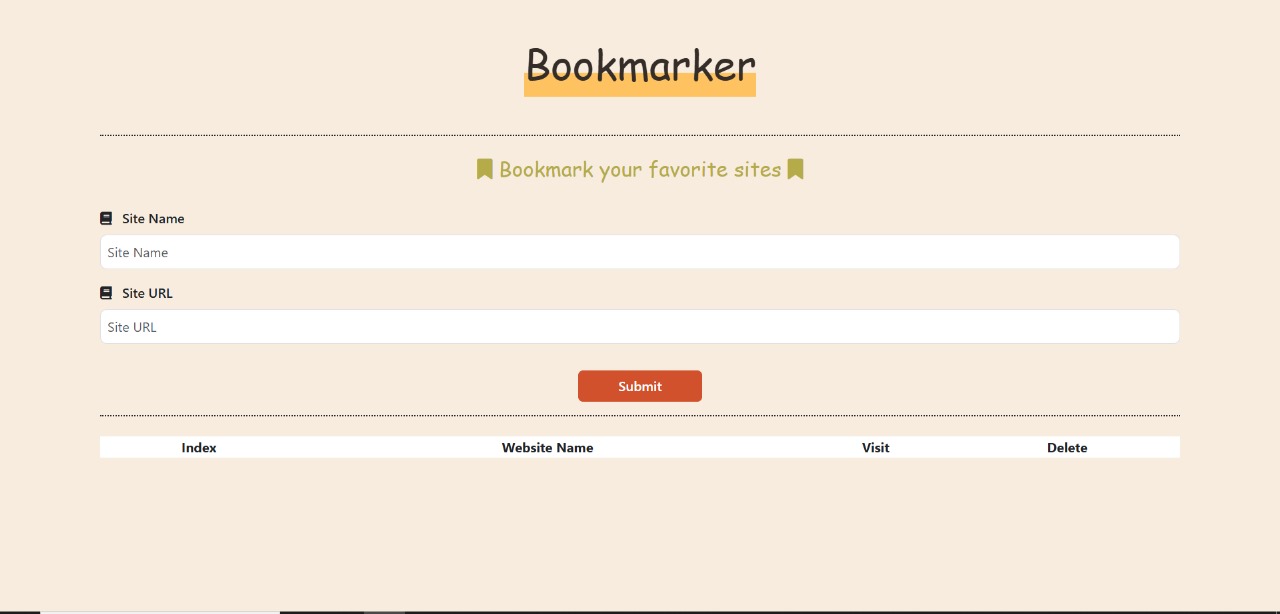 Bookmarker
Bookmark your favorite sites
Site Name
Site Name
Site URL
Site URL
Submit
Index Website Name Visit Delete